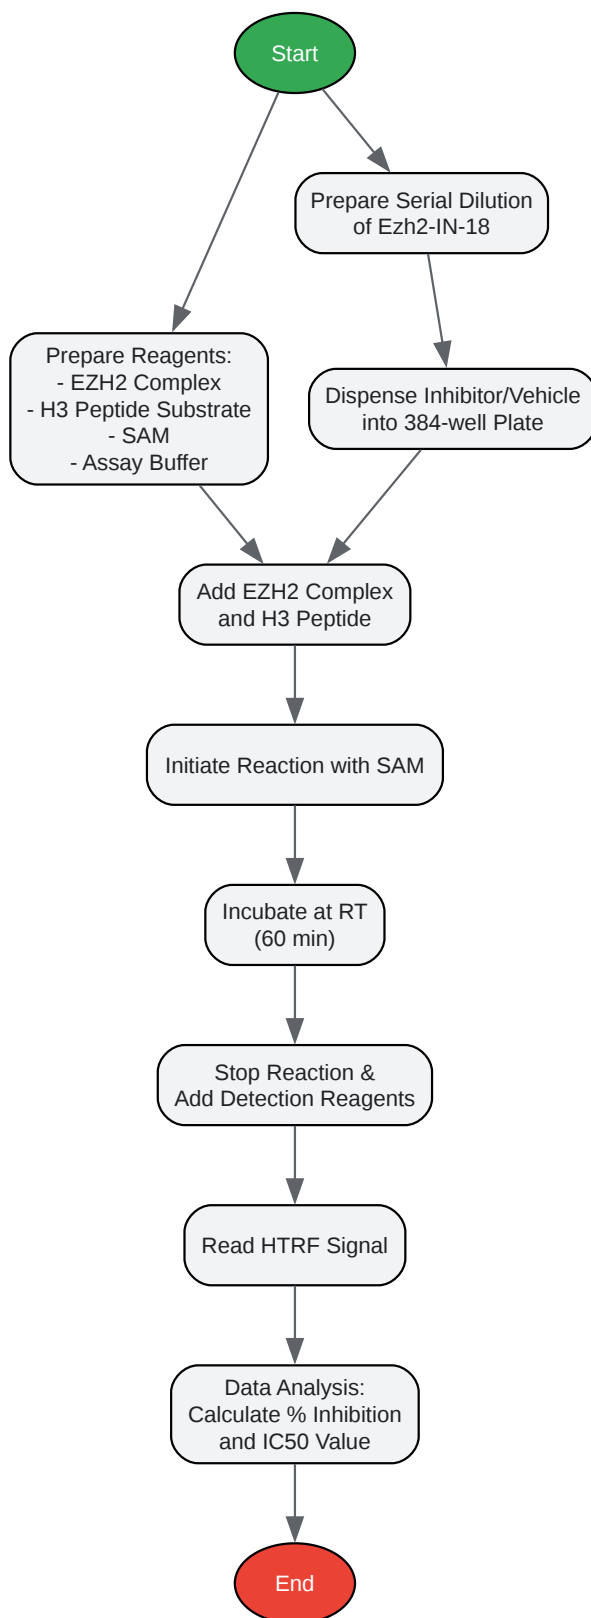 Start
Prepare Serial Dilution
of Ezh2-IN-18
Prepare Reagents:
- EZH2 Complex
- H3 Peptide Substrate
- SAM
- Assay Buffer
Dispense Inhibitor/Vehicle
into 384-well Plate
Add EZH2 Complex
and H3 Peptide
Initiate Reaction with SAM
Incubate at RT
(60 min)
Stop Reaction &
Add Detection Reagents
Read HTRF Signal
Data Analysis:
Calculate % Inhibition
and IC50 Value
End